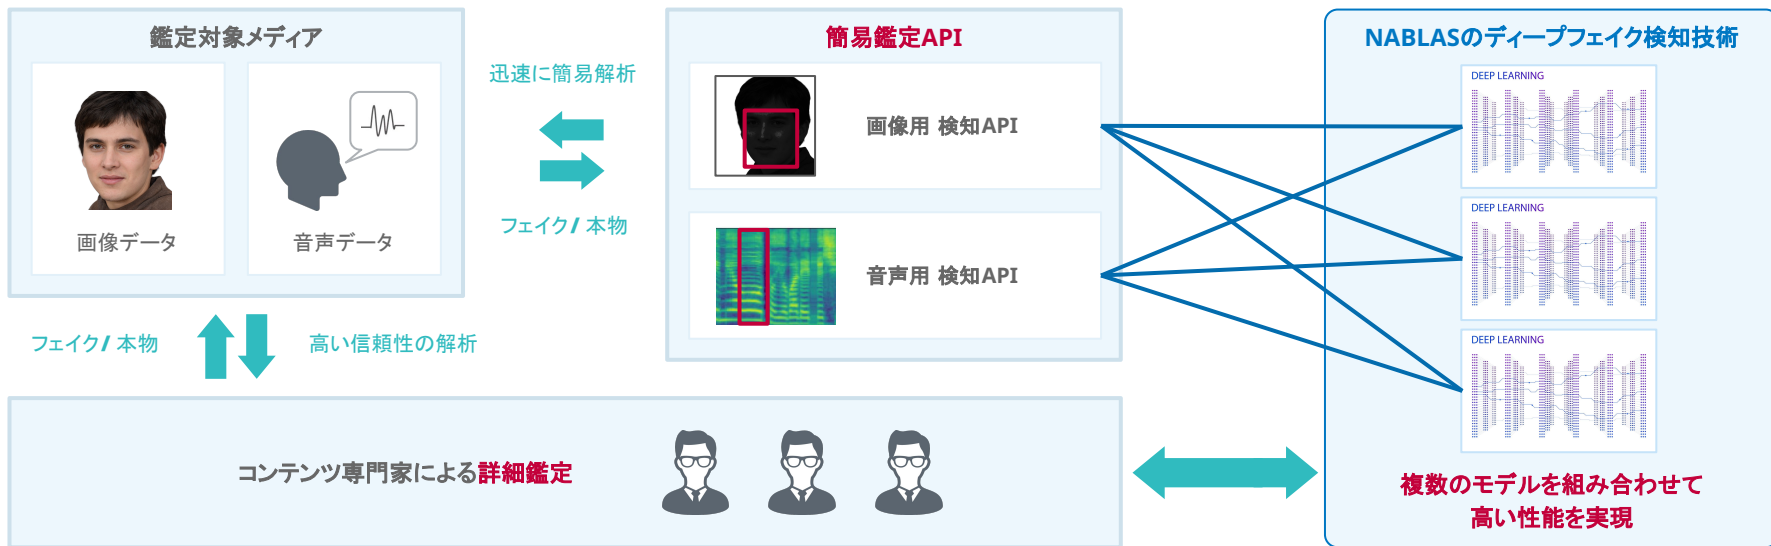 鑑定対象メディア
画像データ
音声データ
迅速に簡易解析
フェイク / 本物
簡易鑑定API
画像用 検知API
音声用 検知API
NABLASのディープフェイク検知技術
DEEP LEARNING
DEEP LEARNING
DEEP LEARNING
複数のモデルを組み合わせて
高い性能を実現
フェイク / 本物
高い信頼性の解析
コンテンツ専門家による詳細鑑定